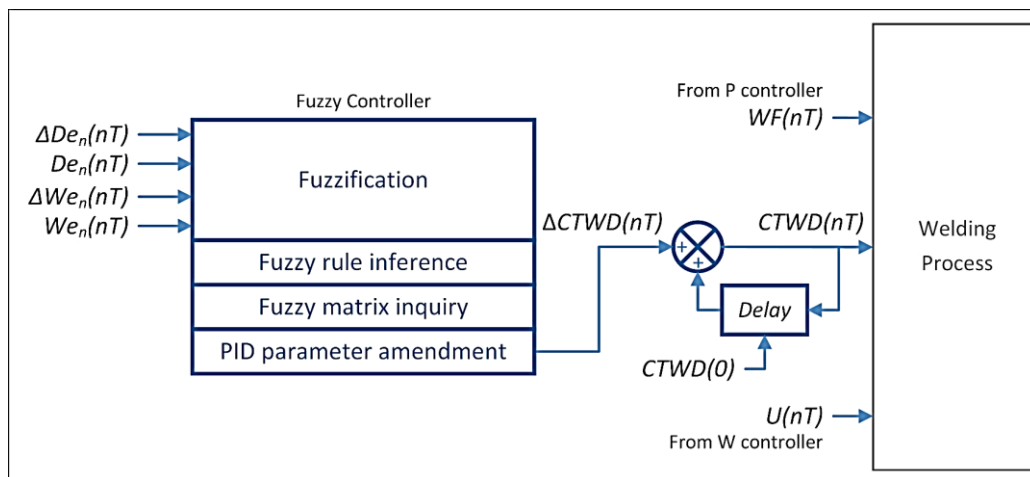 Fuzzy Controller
ΔDeₙ(nT)
Deₙ(nT)
ΔWeₙ(nT)
Weₙ(nT)
Fuzzification
Fuzzy rule inference
Fuzzy matrix inquiry
PID parameter amendment
ΔCTWD(nT)
+
+
CTWD(nT)
Delay
CTWD(0)
From P controller
WF(nT)
U(nT)
From W controller
Welding
Process